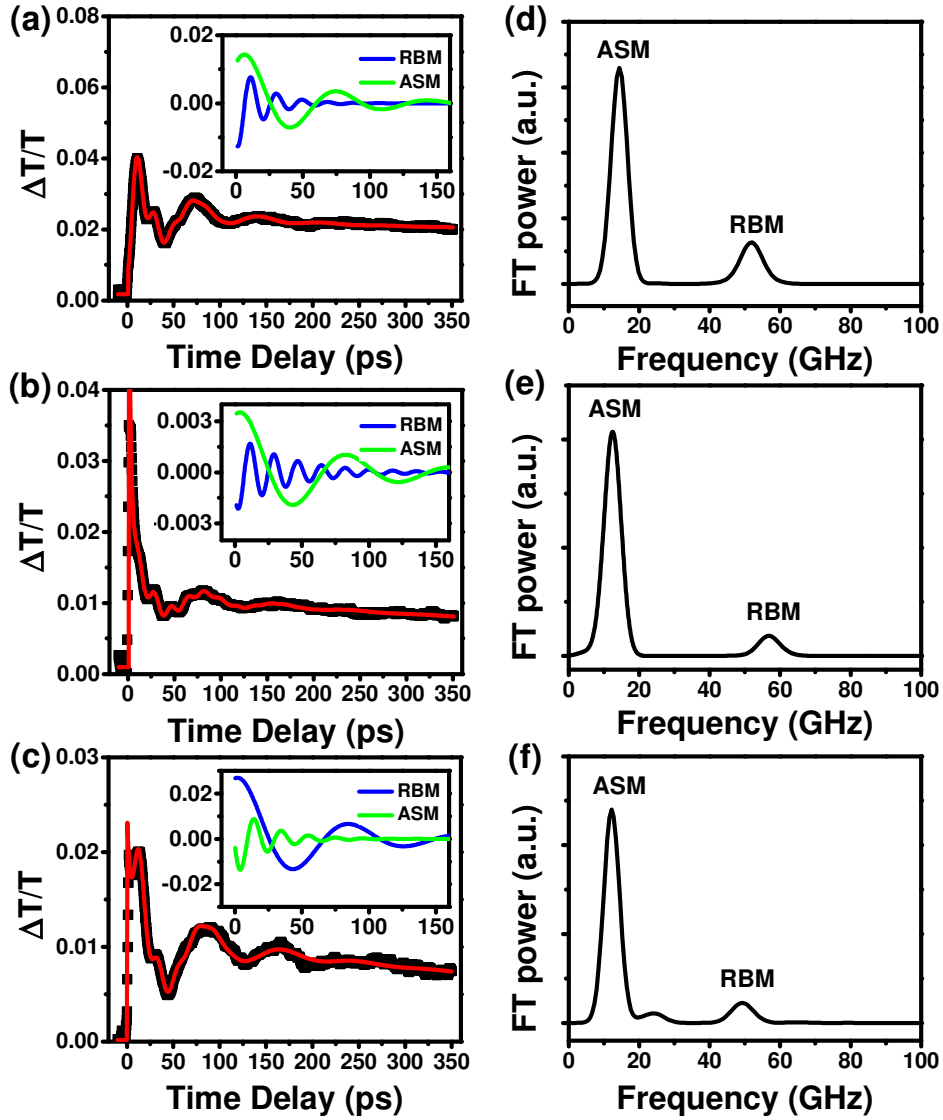 (a)
0.08
0.06
0.04
0.02
0.00
ΔT/T
0 50 100 150 200 250 300 350
Time Delay (ps)
0.02
0.00
-0.02
0 50 100 150
RBM
ASM
(d)
ASM
RBM
FT power (a.u.)
0 20 40 60 80 100
Frequency (GHz)
(b)
0.04
0.03
0.02
0.01
0.00
ΔT/T
0 50 100 150 200 250 300 350
Time Delay (ps)
0.003
0.000
-0.003
0 50 100 150
RBM
ASM
(e)
ASM
RBM
FT power (a.u.)
0 20 40 60 80 100
Frequency (GHz)
(c)
0.03
0.02
0.01
0.00
ΔT/T
0 50 100 150 200 250 300 350
Time Delay (ps)
0.02
0.00
-0.02
0 50 100 150
RBM
ASM
(f)
ASM
RBM
FT power (a.u.)
0 20 40 60 80 100
Frequency (GHz)